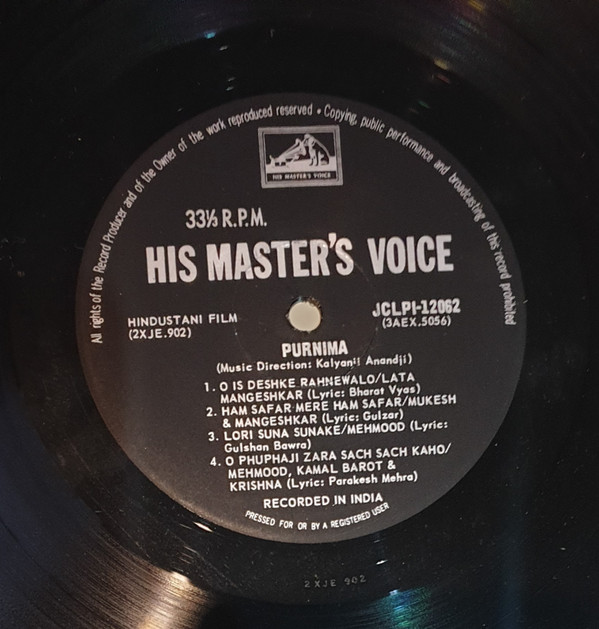 All rights of the Record Producer and of the Owner of the work reproduced reserved • Copying, public performance and broadcasting of this record prohibited
HIS MASTER'S VOICE
33⅓ R.P.M.
HIS MASTER'S VOICE
HINDUSTANI FILM
(2XJE.902)
JCLPI-12062
(3AEX.5056)
PURNIMA
(Music Direction: Kalyanji Anandji)
1. O IS DESHKE RAHNEWALO/LATA
MANGESHKAR (Lyric: Bharat Vyas)
2. HAM SAFAR MERE HAM SAFAR/MUKESH
& MANGESHKAR (Lyric: Gulzar)
3. LORI SUNA SUNAKE/MEHMOOD (Lyric:
Gulshan Bawra)
4. O PHUPHAJI ZARA SACH SACH KAHO/
MEHMOOD, KAMAL BAROT &
KRISHNA (Lyric: Parakesh Mehra)
RECORDED IN INDIA
PRESSED FOR OR BY A REGISTERED USER
2XJE 902